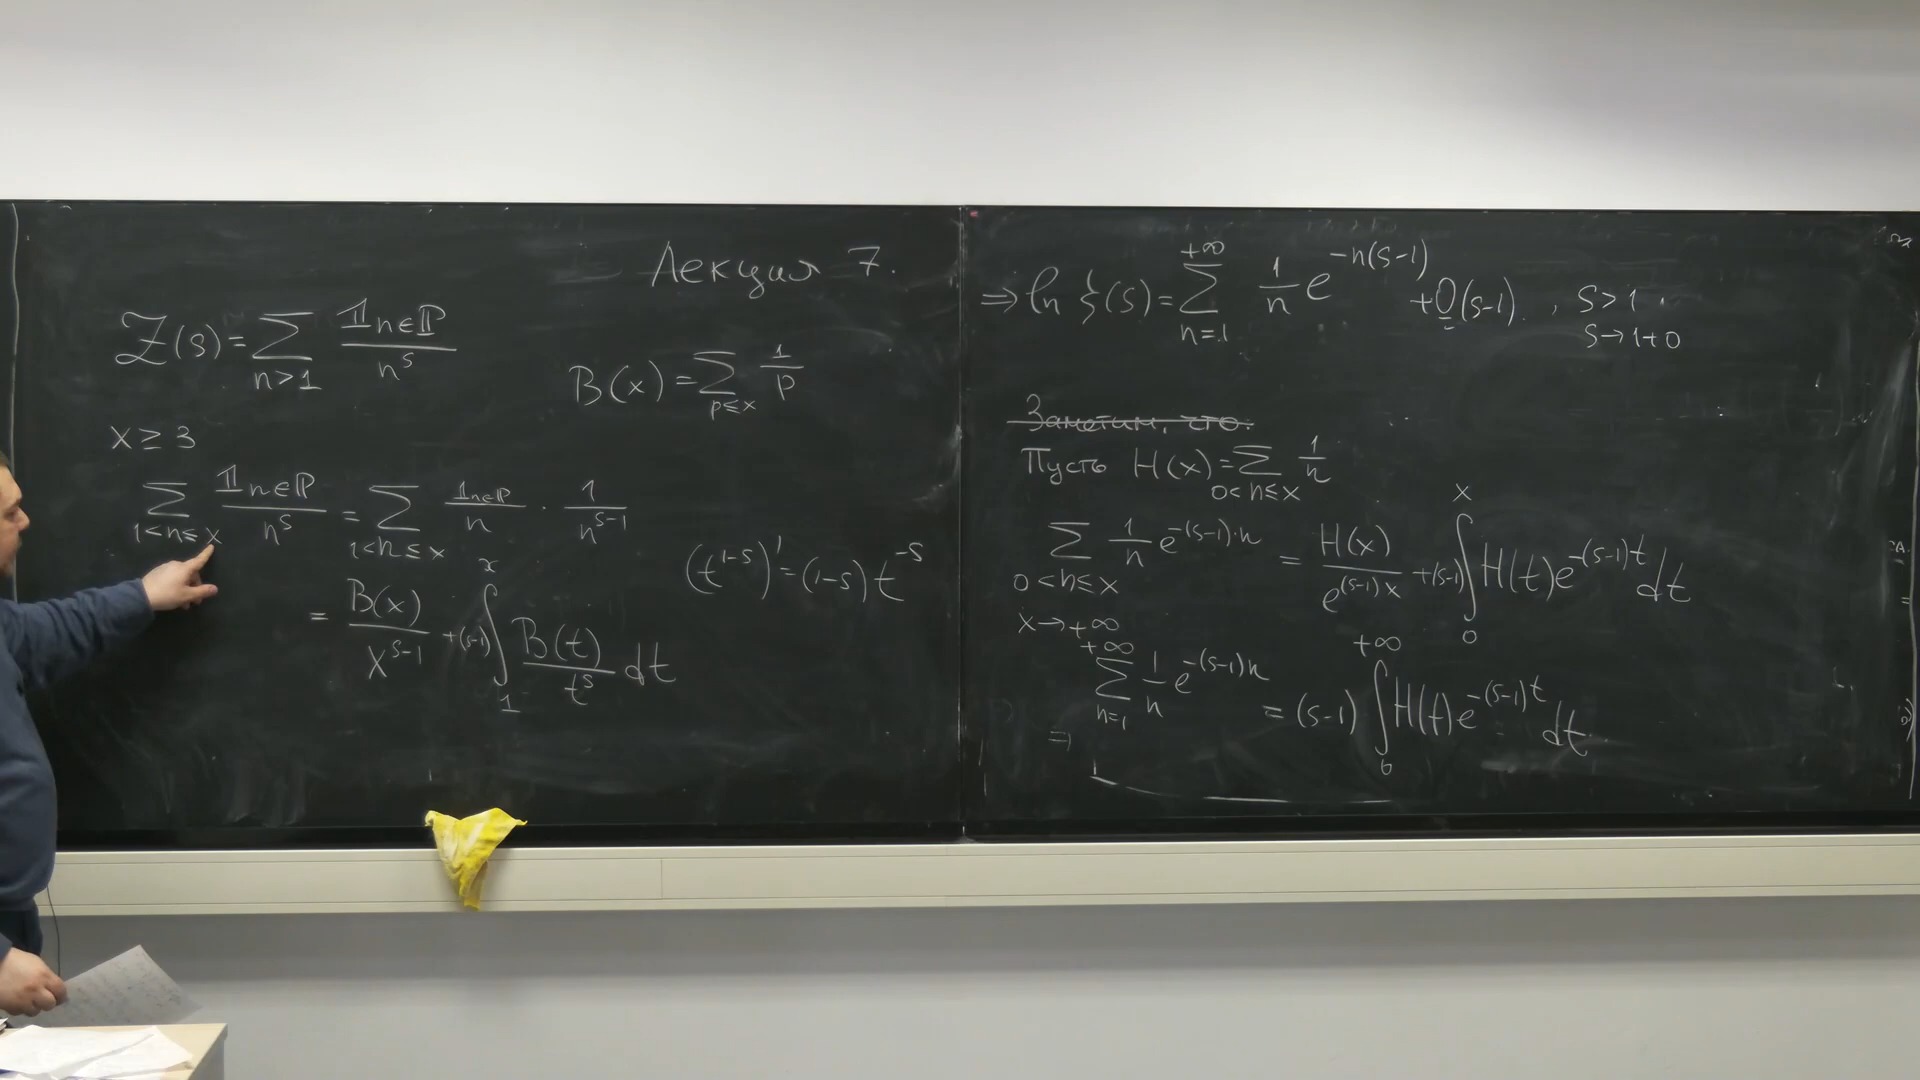 Лекция 7.
Z(s) = ∑_{n>1} 𝟙_{n∈ℙ} / n^s
B(x) = ∑_{p≤x} 1/p
x ≥ 3
∑_{1<n≤x} 𝟙_{n∈ℙ} / n^s = ∑_{1<n≤x} 𝟙_{n∈ℙ} / n · 1 / n^{s-1}
= B(x) / x^{s-1} + (s-1) ∫_1^x B(t) / t^s dt
(t^{1-s})' = (1-s) t^{-s}
⇒ ln ζ(s) = ∑_{n=1}^{+∞} 1/n e^{-n(s-1)} + O(s-1), s>1
s→1+0
Заметим, что:
Пусть H(x) = ∑_{0<n≤x} 1/n
∑_{0<n≤x} 1/n e^{-(s-1)·n} = H(x) / e^{(s-1)x} + (s-1) ∫_0^x H(t) e^{-(s-1)t} dt
x→+∞
⇒ ∑_{n=1}^{+∞} 1/n e^{-(s-1)n} = (s-1) ∫_0^{+∞} H(t) e^{-(s-1)t} dt